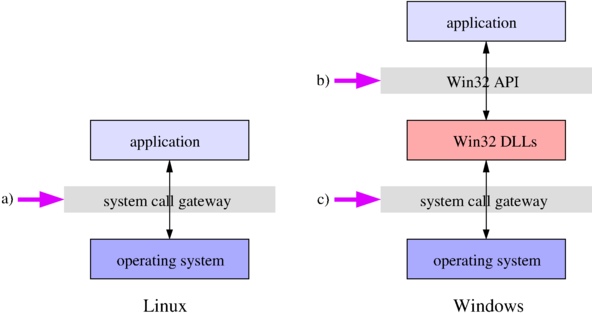 application
b)
Win32 API
application
Win32 DLLs
a)
system call gateway
c)
system call gateway
operating system
operating system
Linux
Windows